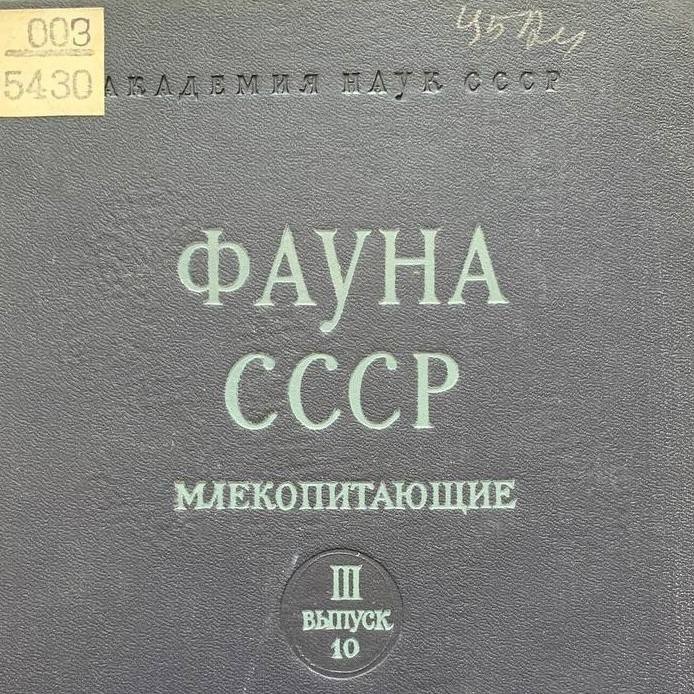 003
5430
АКАДЕМИЯ НАУК СССР
ФАУНА
СССР
МЛЕКОПИТАЮЩИЕ
III
ВЫПУСК
10